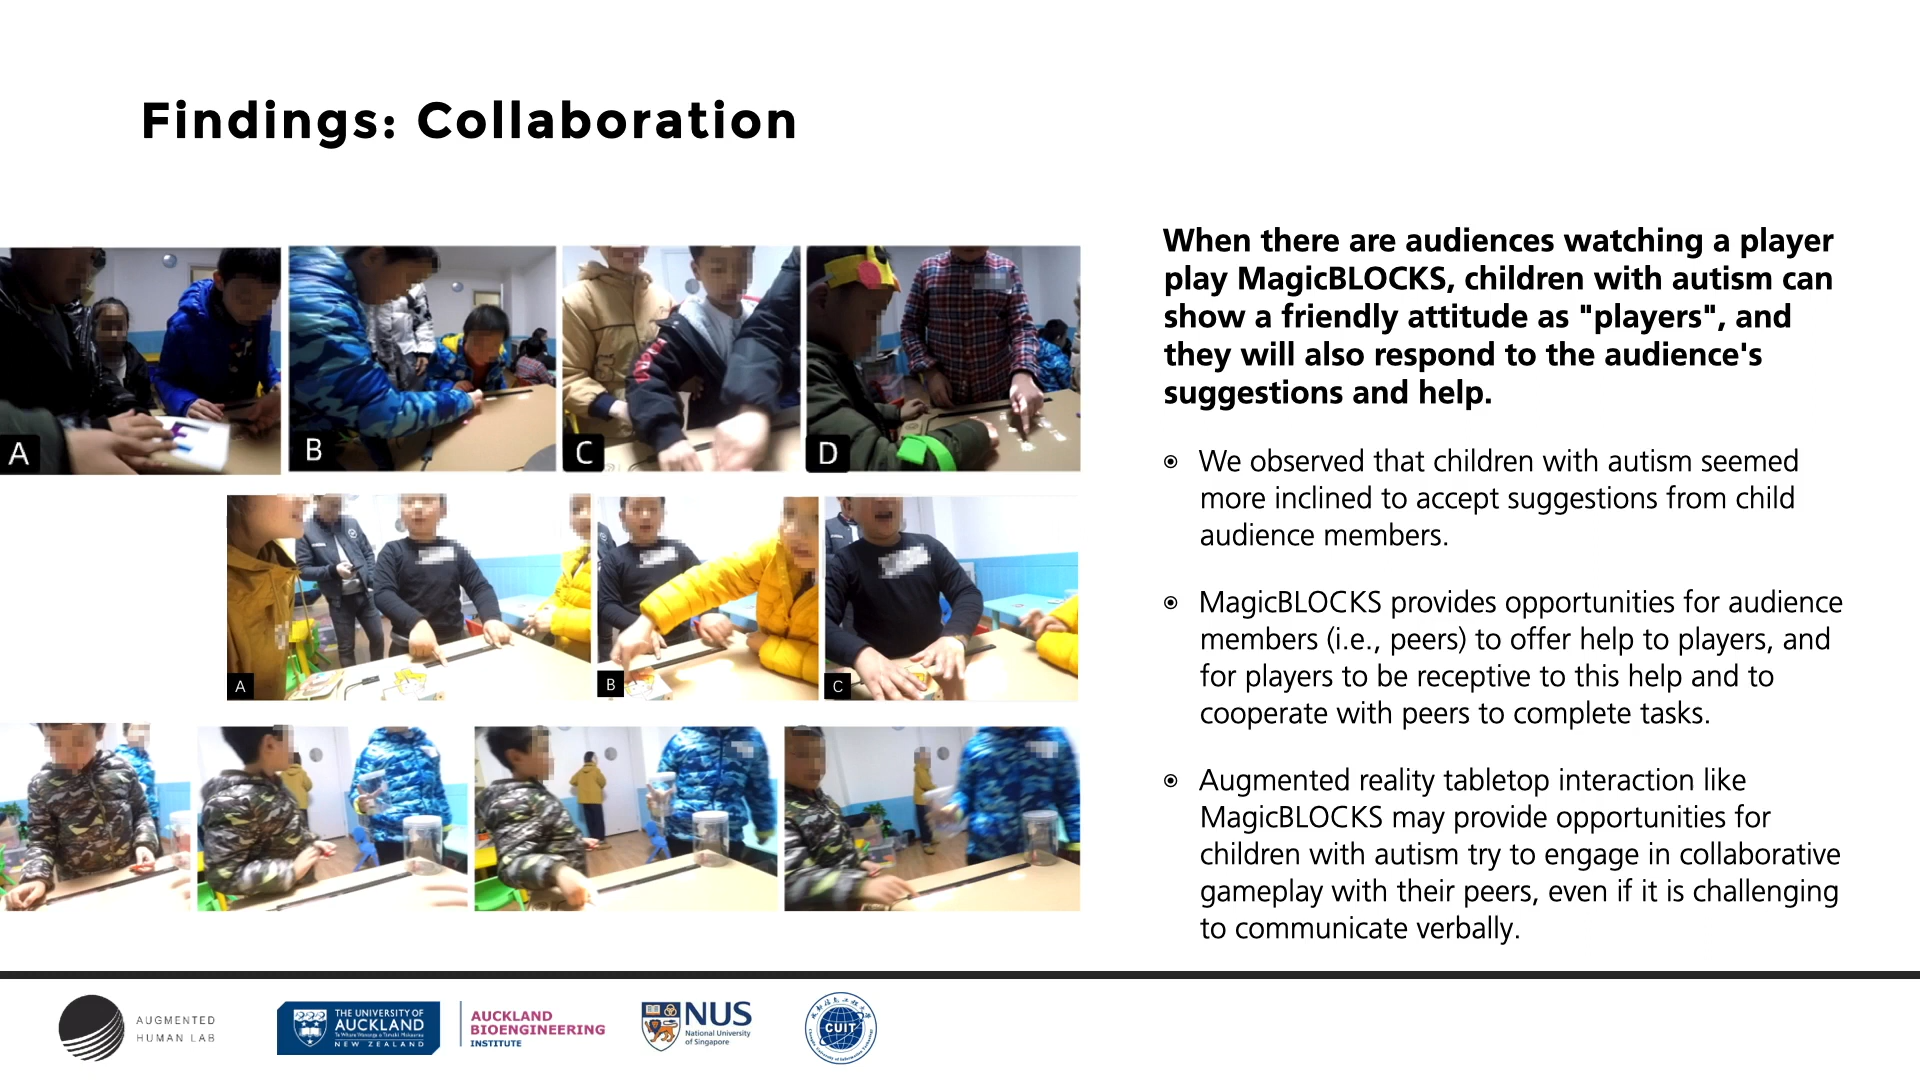 Findings: Collaboration
A
B
C
D
A
B
C
When there are audiences watching a player
play MagicBLOCKS, children with autism can
show a friendly attitude as "players", and
they will also respond to the audience's
suggestions and help.
We observed that children with autism seemed
more inclined to accept suggestions from child
audience members.
MagicBLOCKS provides opportunities for audience
members (i.e., peers) to offer help to players, and
for players to be receptive to this help and to
cooperate with peers to complete tasks.
Augmented reality tabletop interaction like
MagicBLOCKS may provide opportunities for
children with autism try to engage in collaborative
gameplay with their peers, even if it is challenging
to communicate verbally.
AUGMENTED
HUMAN LAB
THE UNIVERSITY OF
AUCKLAND
Te Whare Wananga o Tamaki Makaurau
NEW ZEALAND
AUCKLAND
BIOENGINEERING
INSTITUTE
NUS
National University
of Singapore
CUIT